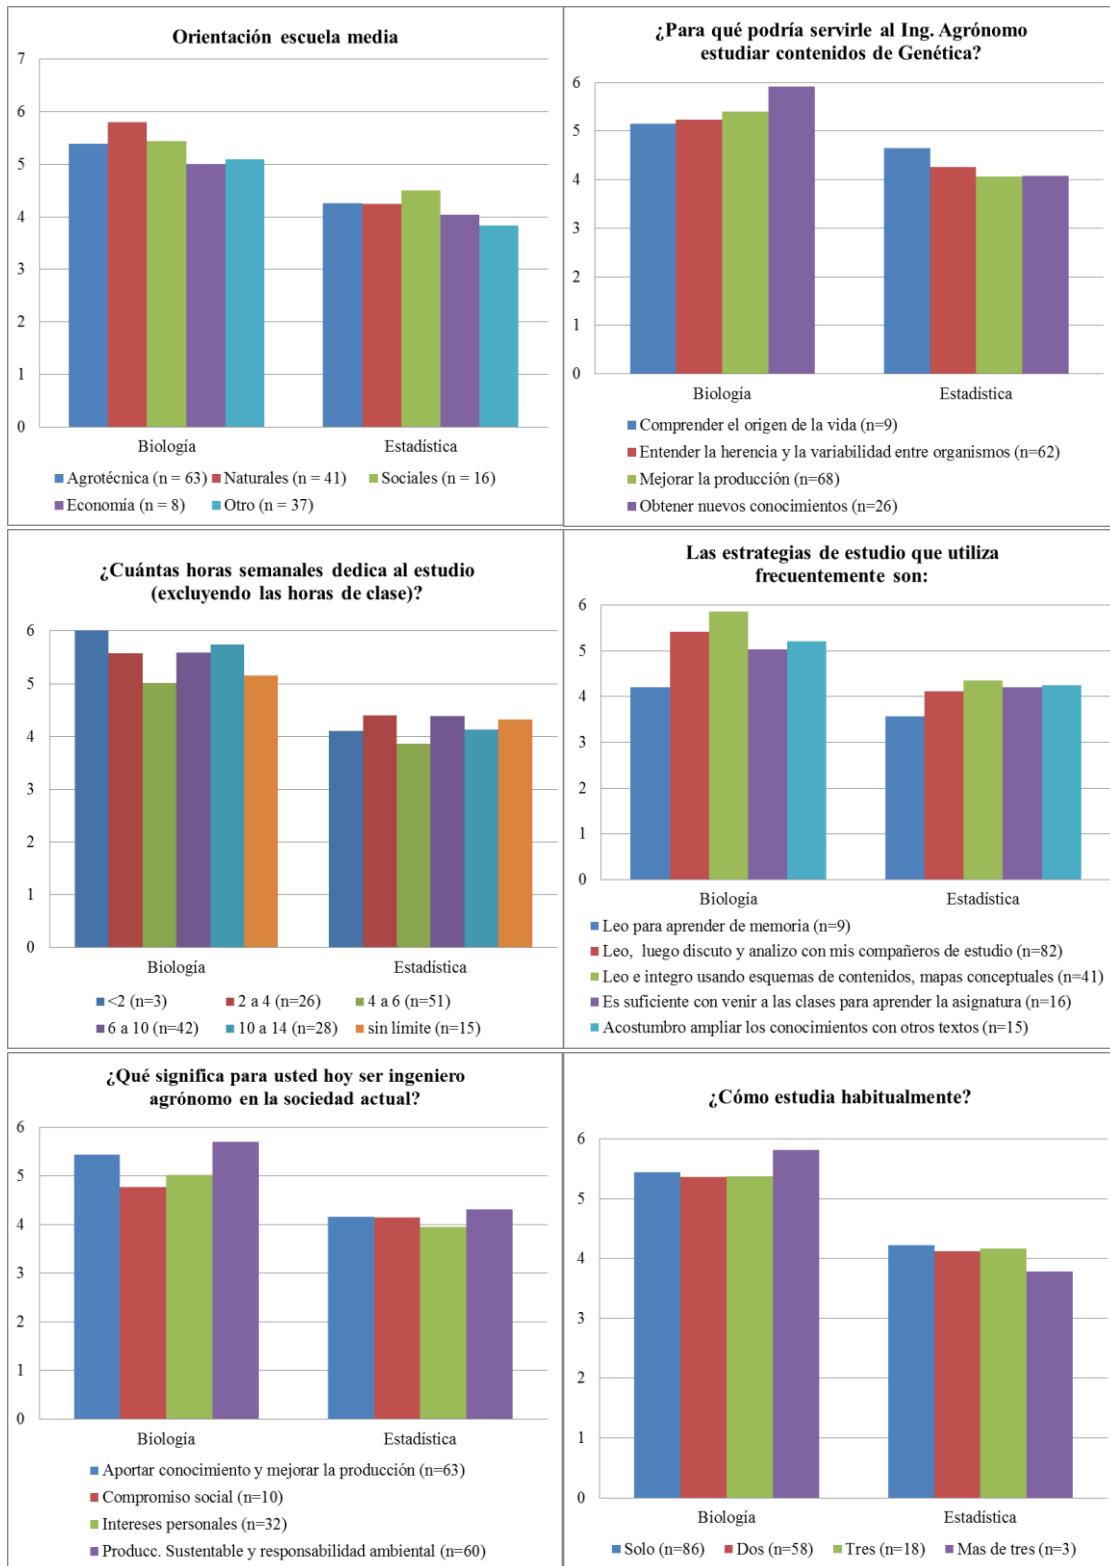 Orientación escuela media
7
6
5
4
3
2
1
0
Biología Estadística
Agrotécnica (n = 63) Naturales (n = 41) Sociales (n = 16)
Economía (n = 8) Otro (n = 37)
¿Para qué podría servirle al Ing. Agrónomo
estudiar contenidos de Genética?
6
5
4
3
2
1
0
Biología Estadística
Comprender el origen de la vida (n=9)
Entender la herencia y la variabilidad entre organismos (n=62)
Mejorar la producción (n=68)
Obtener nuevos conocimientos (n=26)
¿Cuántas horas semanales dedica al estudio
(excluyendo las horas de clase)?
6
5
4
3
2
1
0
Biología Estadística
<2 (n=3) 2 a 4 (n=26) 4 a 6 (n=51)
6 a 10 (n=42) 10 a 14 (n=28) sin límite (n=15)
Las estrategias de estudio que utiliza
frecuentemente son:
6
5
4
3
2
1
0
Biología Estadística
Leo para aprender de memoria (n=9)
Leo, luego discuto y analizo con mis compañeros de estudio (n=82)
Leo e integro usando esquemas de contenidos, mapas conceptuales (n=41)
Es suficiente con venir a las clases para aprender la asignatura (n=16)
Acostumbro ampliar los conocimientos con otros textos (n=15)
¿Qué significa para usted hoy ser ingeniero
agrónomo en la sociedad actual?
6
5
4
3
2
1
0
Biología Estadística
Aportar conocimiento y mejorar la producción (n=63)
Compromiso social (n=10)
Intereses personales (n=32)
Producc. Sustentable y responsabilidad ambiental (n=60)
¿Cómo estudia habitualmente?
6
5
4
3
2
1
0
Biología Estadística
Solo (n=86) Dos (n=58) Tres (n=18) Mas de tres (n=3)